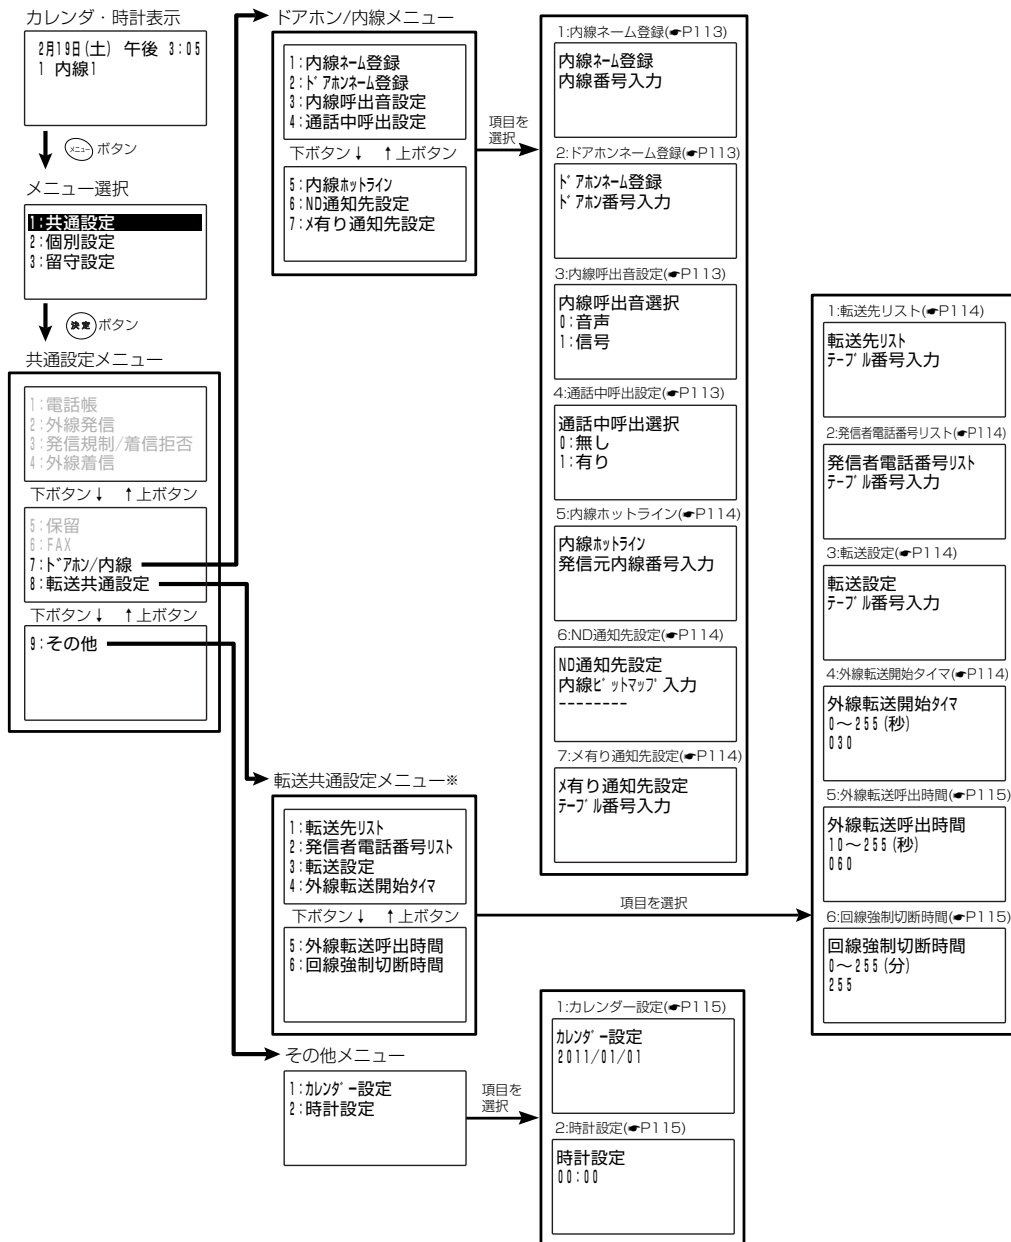 カレンダ・時計表示
2月19日(土) 午後 3:05
1 内線1
メニュー ボタン
メニュー選択
1:共通設定
2:個別設定
3:留守設定
決定 ボタン
共通設定メニュー
1:電話帳
2:外線発信
3:発信規制/着信拒否
4:外線着信
下ボタン↓ ↑上ボタン
5:保留
6:FAX
7:ドアホン/内線
8:転送共通設定
下ボタン↓ ↑上ボタン
9:その他
ドアホン/内線メニュー
1:内線ネーム登録
2:ドアホンネーム登録
3:内線呼出音設定
4:通話中呼出設定
下ボタン↓ ↑上ボタン
5:内線ホットライン
6:ND通知先設定
7:メ有り通知先設定
項目を
選択
1:内線ネーム登録(☛P113)
内線ネーム登録
内線番号入力
2:ドアホンネーム登録(☛P113)
ドアホンネーム登録
ドアホン番号入力
3:内線呼出音設定(☛P113)
内線呼出音選択
0:音声
1:信号
4:通話中呼出設定(☛P113)
通話中呼出選択
0:無し
1:有り
5:内線ホットライン(☛P114)
内線ホットライン
発信元内線番号入力
6:ND通知先設定(☛P114)
ND通知先設定
内線ビットマップ入力
--------
7:メ有り通知先設定(☛P114)
メ有り通知先設定
テーブル番号入力
転送共通設定メニュー※
1:転送先リスト
2:発信者電話番号リスト
3:転送設定
4:外線転送開始タイマ
下ボタン↓ ↑上ボタン
5:外線転送呼出時間
6:回線強制切断時間
項目を選択
1:転送先リスト(☛P114)
転送先リスト
テーブル番号入力
2:発信者電話番号リスト(☛P114)
発信者電話番号リスト
テーブル番号入力
3:転送設定(☛P114)
転送設定
テーブル番号入力
4:外線転送開始タイマ(☛P114)
外線転送開始タイマ
0～255(秒)
030
5:外線転送呼出時間(☛P115)
外線転送呼出時間
10～255(秒)
060
6:回線強制切断時間(☛P115)
回線強制切断時間
0～255(分)
255
その他メニュー
1:カレンダー設定
2:時計設定
項目を
選択
1:カレンダー設定(☛P115)
カレンダー設定
2011/01/01
2:時計設定(☛P115)
時計設定
00:00